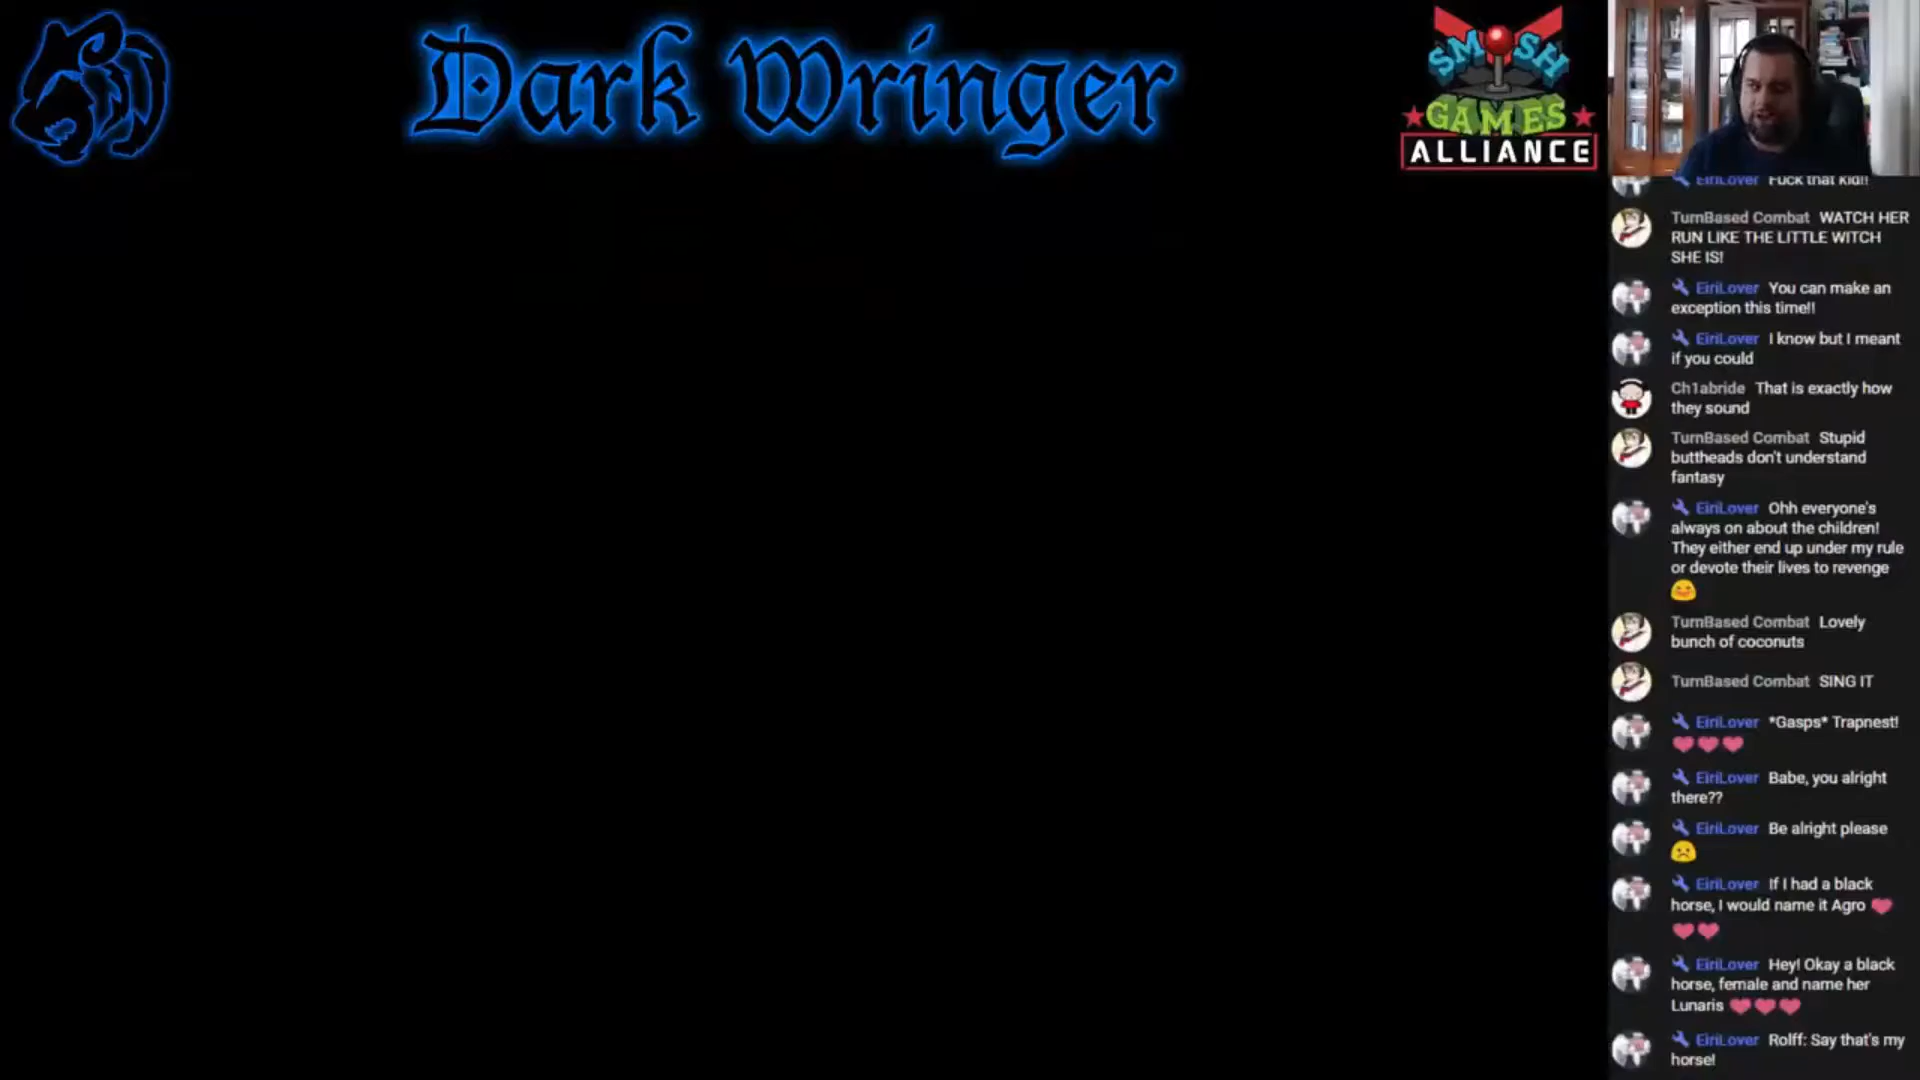 Dark Wringer
SMASH
GAMES
ALLIANCE
EiriLover Fuck that kid!!
TurnBased Combat WATCH HER
RUN LIKE THE LITTLE WITCH
SHE IS!
EiriLover You can make an
exception this time!!
EiriLover I know but I meant
if you could
Ch1abride That is exactly how
they sound
TurnBased Combat Stupid
buttheads don't understand
fantasy
EiriLover Ohh everyone's
always on about the children!
They either end up under my rule
or devote their lives to revenge
TurnBased Combat Lovely
bunch of coconuts
TurnBased Combat SING IT
EiriLover *Gasps* Trapnest!
EiriLover Babe, you alright
there??
EiriLover Be alright please
EiriLover If I had a black
horse, I would name it Agro
EiriLover Hey! Okay a black
horse, female and name her
Lunaris
EiriLover Rolff: Say that's my
horse!